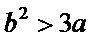 b² > 3a